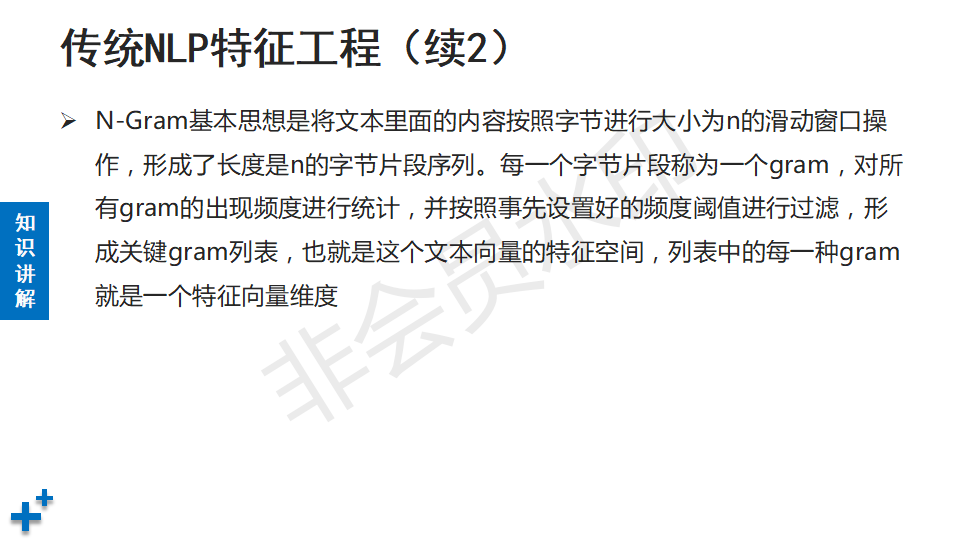 传统NLP特征工程（续2）
➢ N-Gram基本思想是将文本里面的内容按照字节进行大小为n的滑动窗口操
作，形成了长度是n的字节片段序列。每一个字节片段称为一个gram，对所
有gram的出现频度进行统计，并按照事先设置好的频度阈值进行过滤，形
成关键gram列表，也就是这个文本向量的特征空间，列表中的每一种gram
就是一个特征向量维度
知
识
讲
解
非会员水印